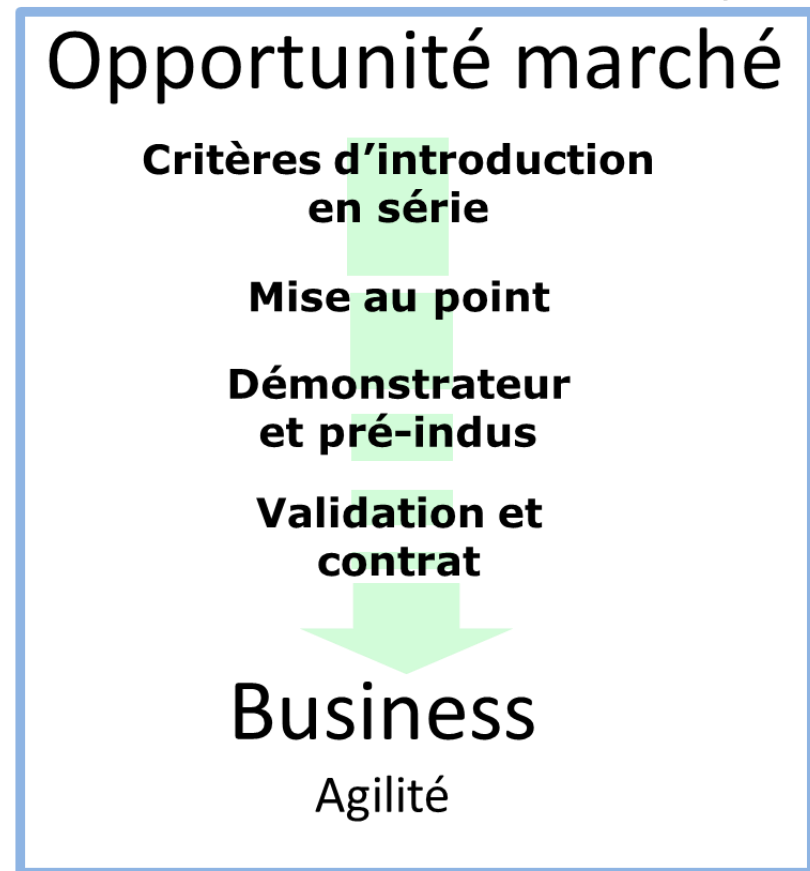 Opportunité marché
Critères d’introduction
en série
Mise au point
Démonstrateur
et pré-indus
Validation et
contrat
Business
Agilité